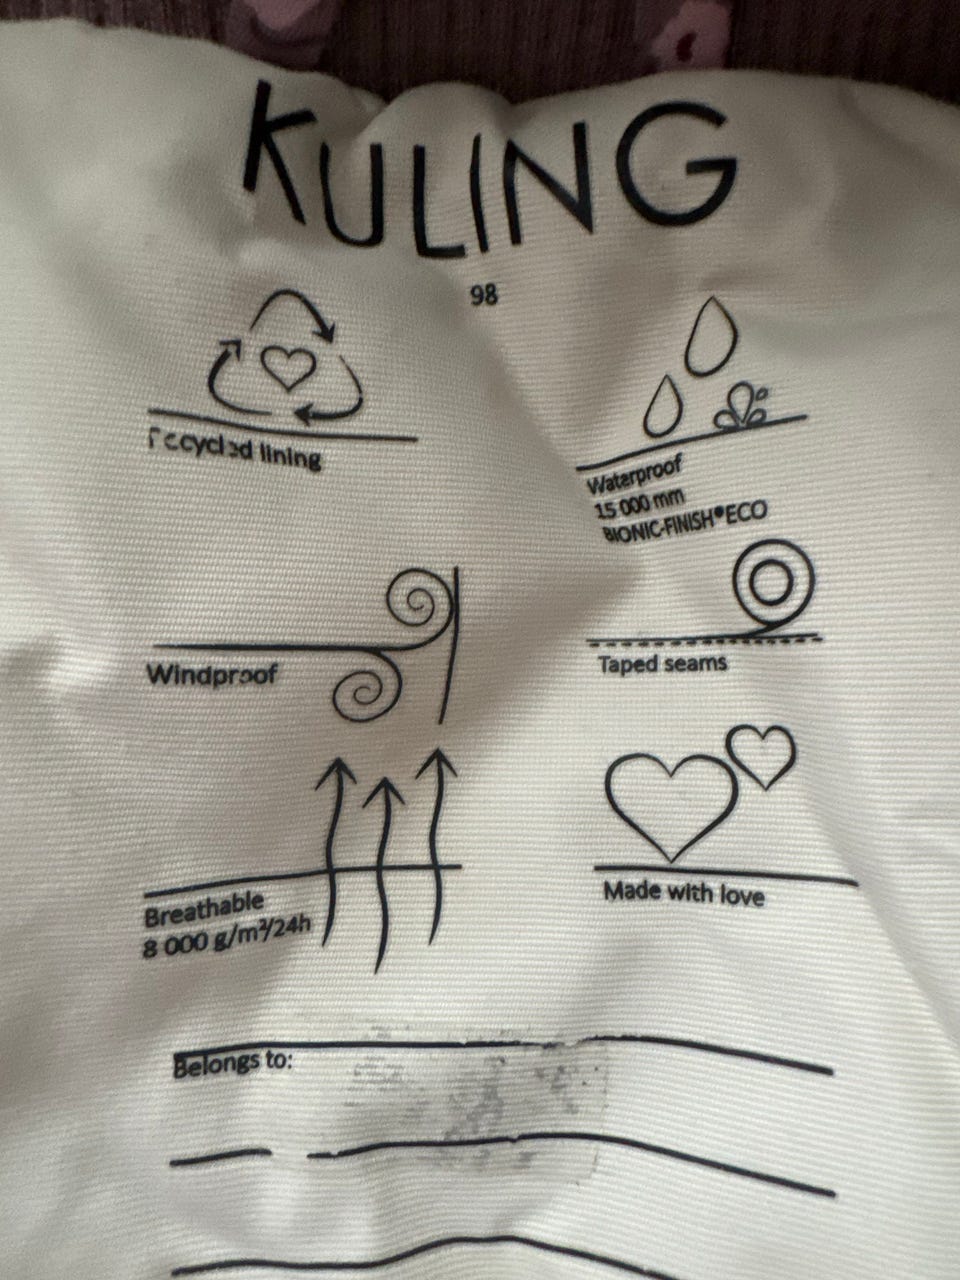 KULING
98
recycled lining
Waterproof
15 000 mm
BIONIC-FINISH®ECO
Windproof
Taped seams
Breathable
8 000 g/m²/24h
Made with love
Belongs to: